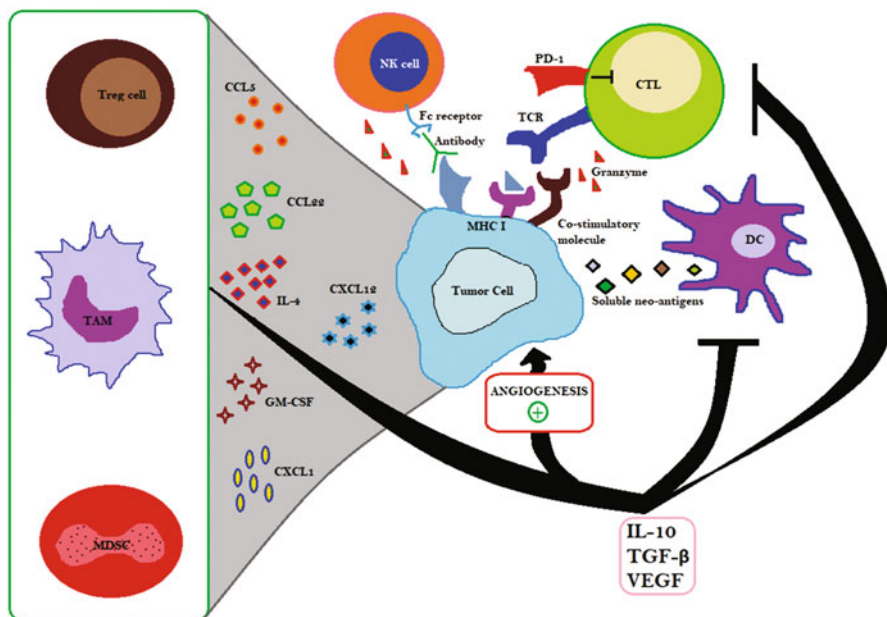 Treg cell
TAM
MDSC
CCL5
CCL22
IL-4
CXCL12
GM-CSF
CXCL1
NK cell
Fc receptor
Antibody
PD-1
CTL
TCR
Granzyme
MHC I
Co-stimulatory
molecule
Tumor Cell
DC
Soluble neo-antigens
ANGIOGENESIS
+
IL-10
TGF-β
VEGF